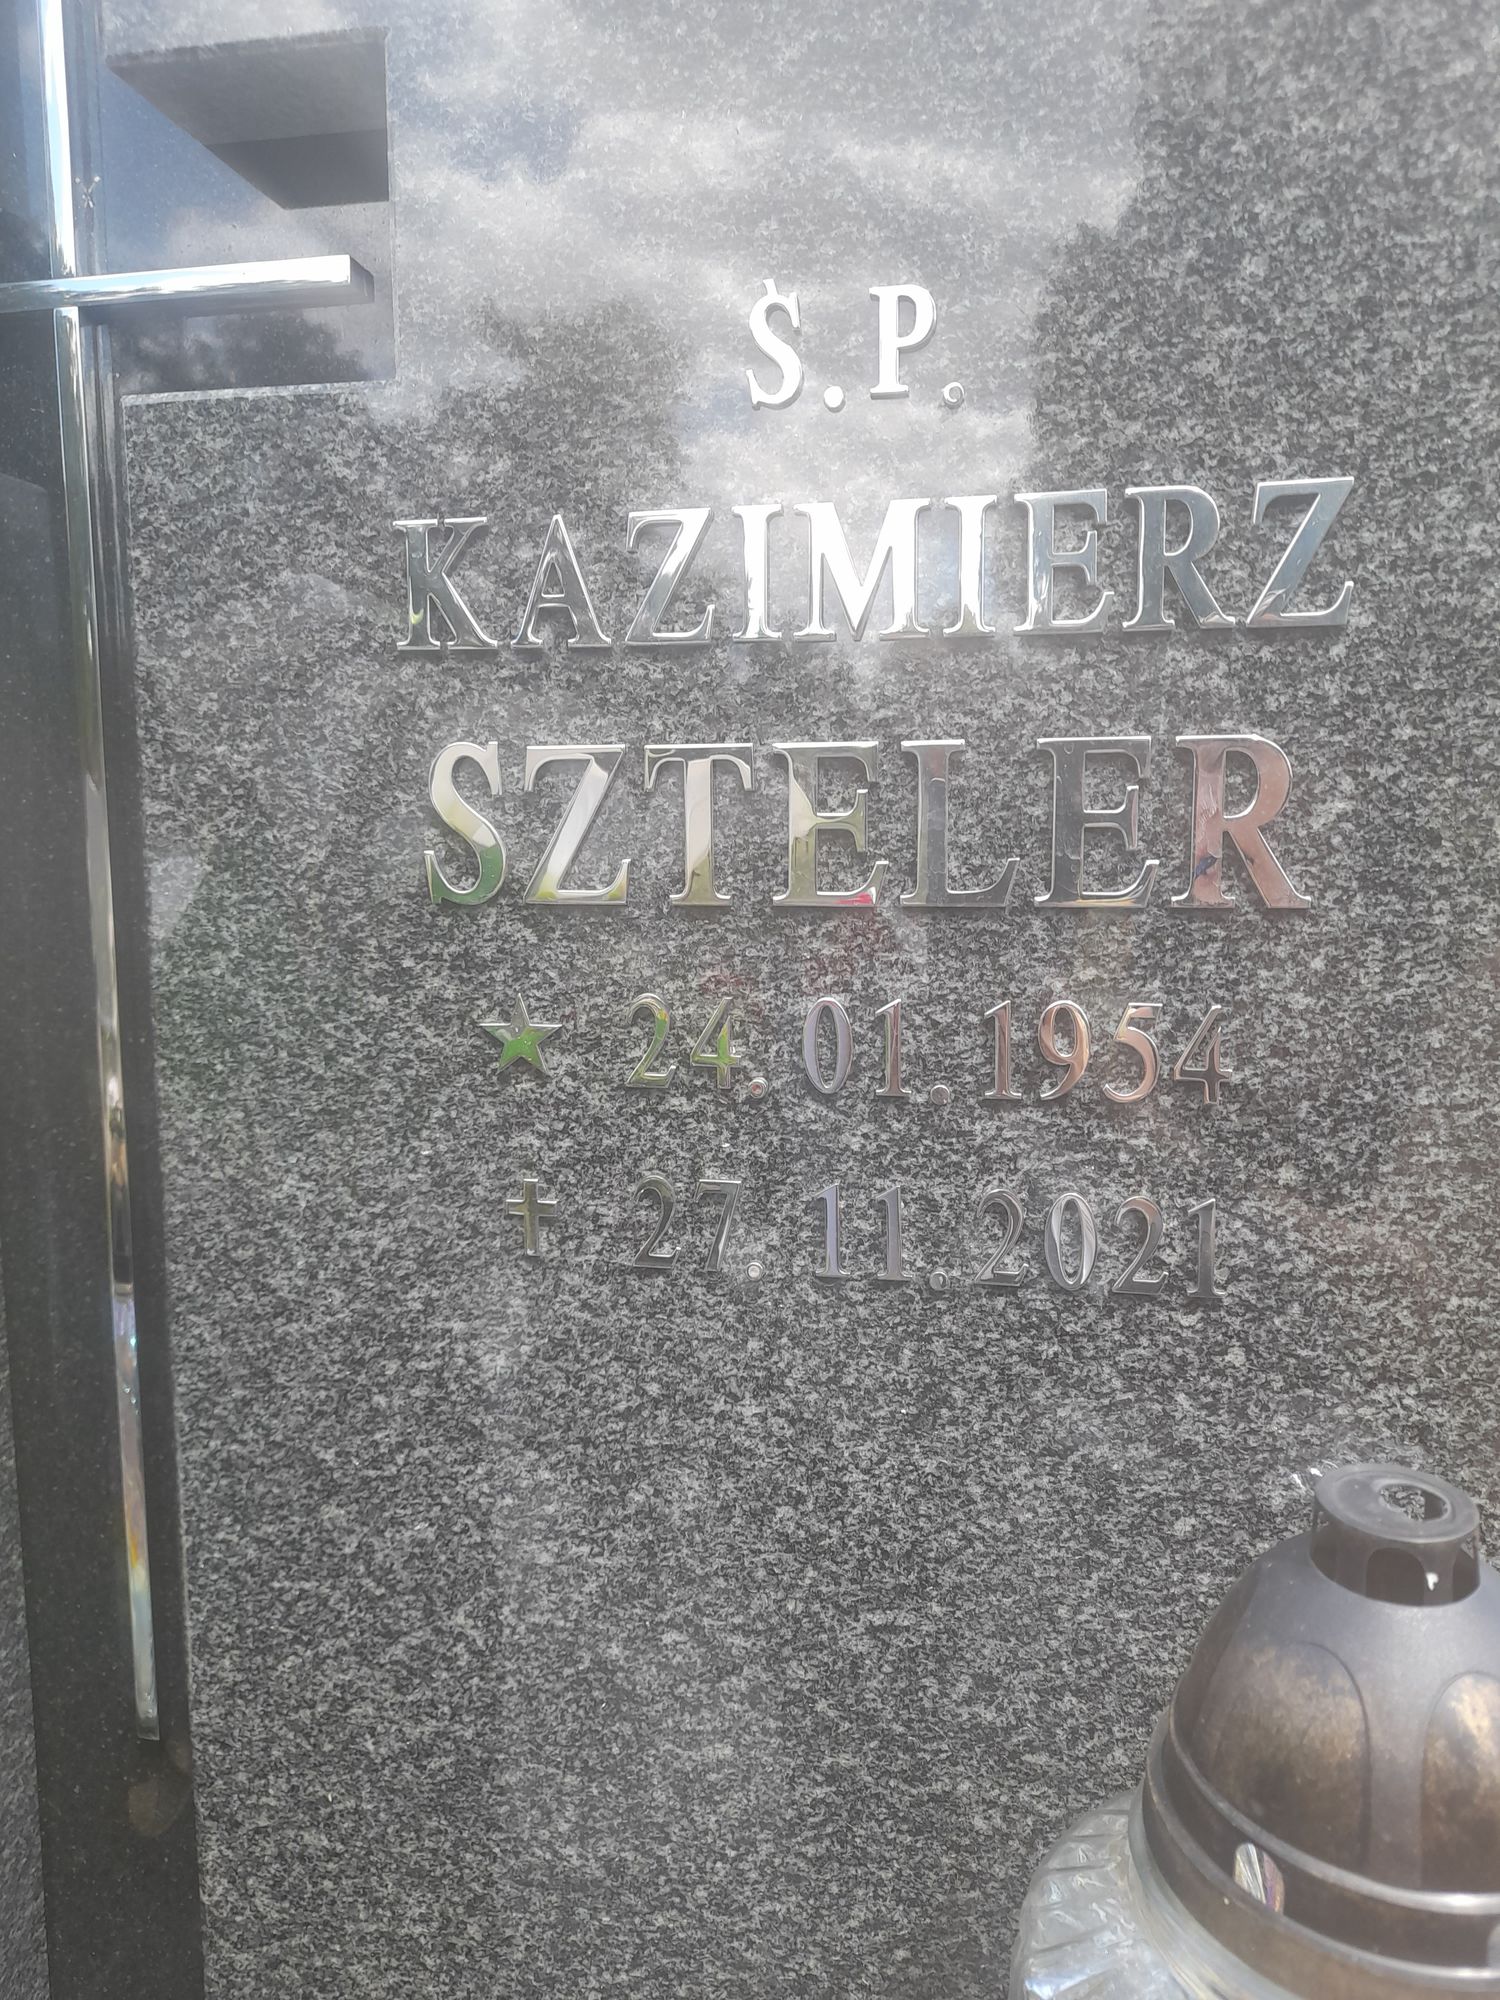 Ś.P.
KAZIMIERZ
SZTELER
★ 24.01.1954
✝ 27.11.2021